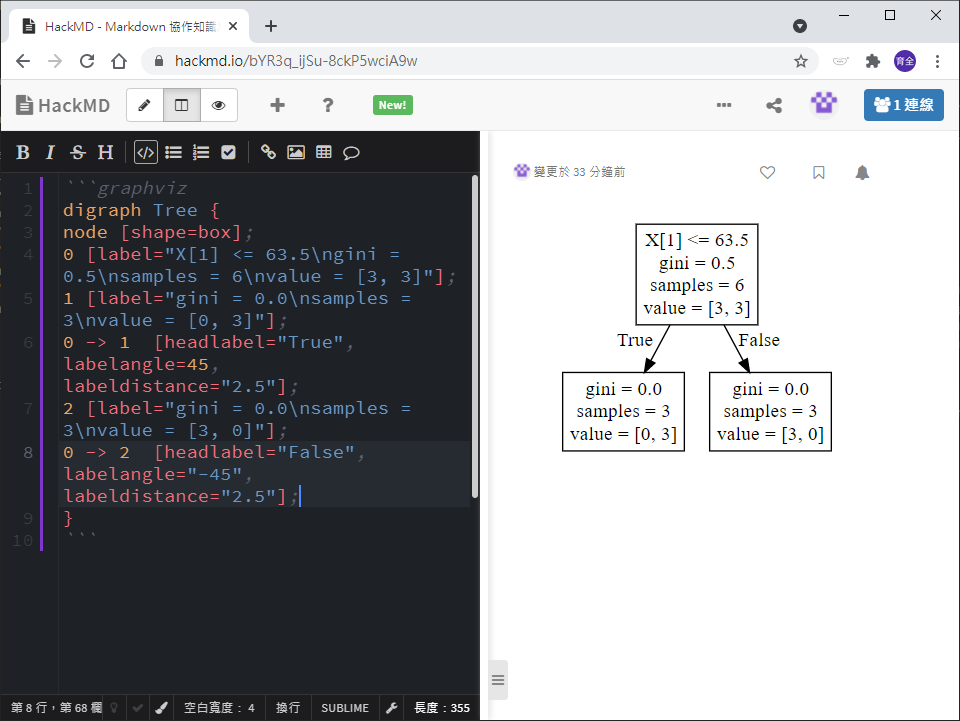 HackMD - Markdown 協作知識
hackmd.io/bYR3q_ijSu-8ckP5wciA9w
育全
HackMD
New!
1 連線
B I S H
變更於 33 分鐘前
1 ```graphviz
2 digraph Tree {
3 node [shape=box];
4 0 [label="X[1] <= 63.5\ngini =
0.5\nsamples = 6\nvalue = [3, 3]"];
5 1 [label="gini = 0.0\nsamples =
3\nvalue = [0, 3]"];
6 0 -> 1  [headlabel="True",
labelangle=45,
labeldistance="2.5"];
7 2 [label="gini = 0.0\nsamples =
3\nvalue = [3, 0]"];
8 0 -> 2  [headlabel="False",
labelangle="-45",
labeldistance="2.5"];
9 }
10 ```
X[1] <= 63.5
gini = 0.5
samples = 6
value = [3, 3]
True
False
gini = 0.0
samples = 3
value = [0, 3]
gini = 0.0
samples = 3
value = [3, 0]
第 8 行，第 68 欄 空白寬度： 4 換行 SUBLIME 長度：355